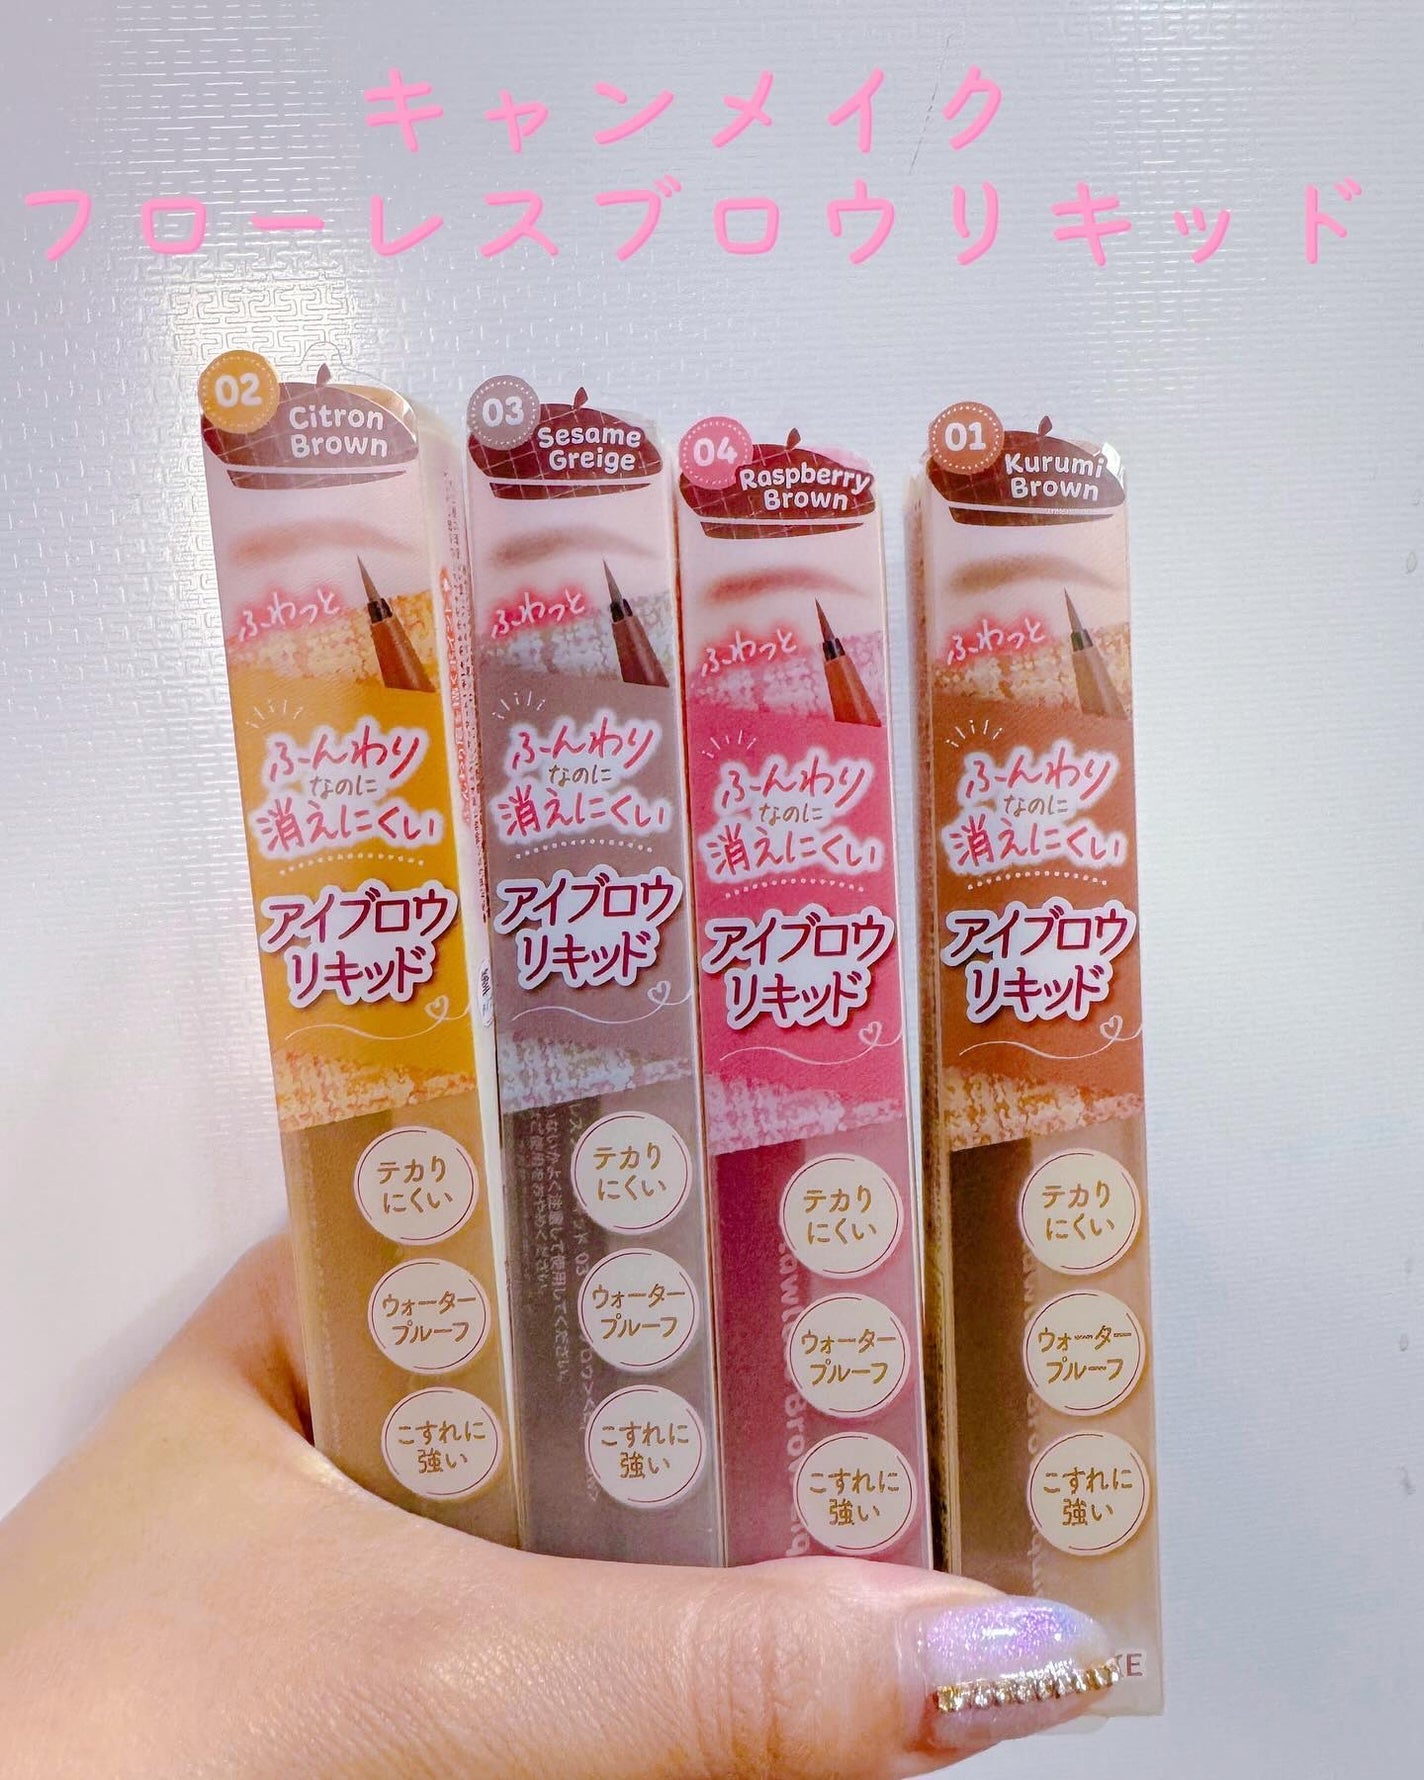 キャンメイク
フローレスブロウリキッド
02
Citron
Brown
ふわっと
ふんわり
なのに
消えにくい
アイブロウ
リキッド
テカり
にくい
ウォーター
プルーフ
こすれに
強い
03
Sesame
Greige
ふわっと
ふんわり
なのに
消えにくい
アイブロウ
リキッド
テカり
にくい
ウォーター
プルーフ
こすれに
強い
04
Raspberry
Brown
ふわっと
ふんわり
なのに
消えにくい
アイブロウ
リキッド
テカり
にくい
ウォーター
プルーフ
こすれに
強い
01
Kurumi
Brown
ふわっと
ふんわり
なのに
消えにくい
アイブロウ
リキッド
テカり
にくい
ウォーター
プルーフ
こすれに
強い